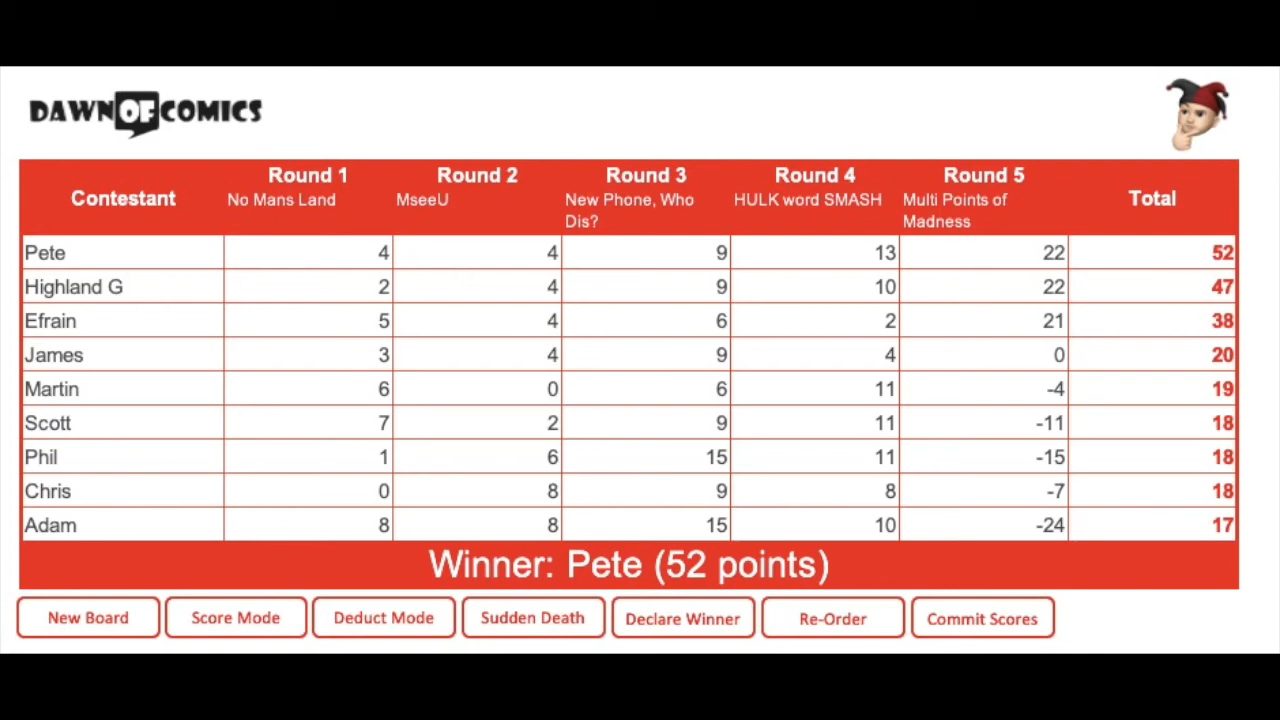 DAWN OF COMICS
Contestant Round 1 Round 2 Round 3 Round 4 Round 5 Total
No Mans Land MseeU New Phone, Who Dis? HULK word SMASH Multi Points of Madness
Pete 4 4 9 13 22 52
Highland G 2 4 9 10 22 47
Efrain 5 4 6 2 21 38
James 3 4 9 4 0 20
Martin 6 0 6 11 -4 19
Scott 7 2 9 11 -11 18
Phil 1 6 15 11 -15 18
Chris 0 8 9 8 -7 18
Adam 8 8 15 10 -24 17
Winner: Pete (52 points)
New Board Score Mode Deduct Mode Sudden Death Declare Winner Re-Order Commit Scores